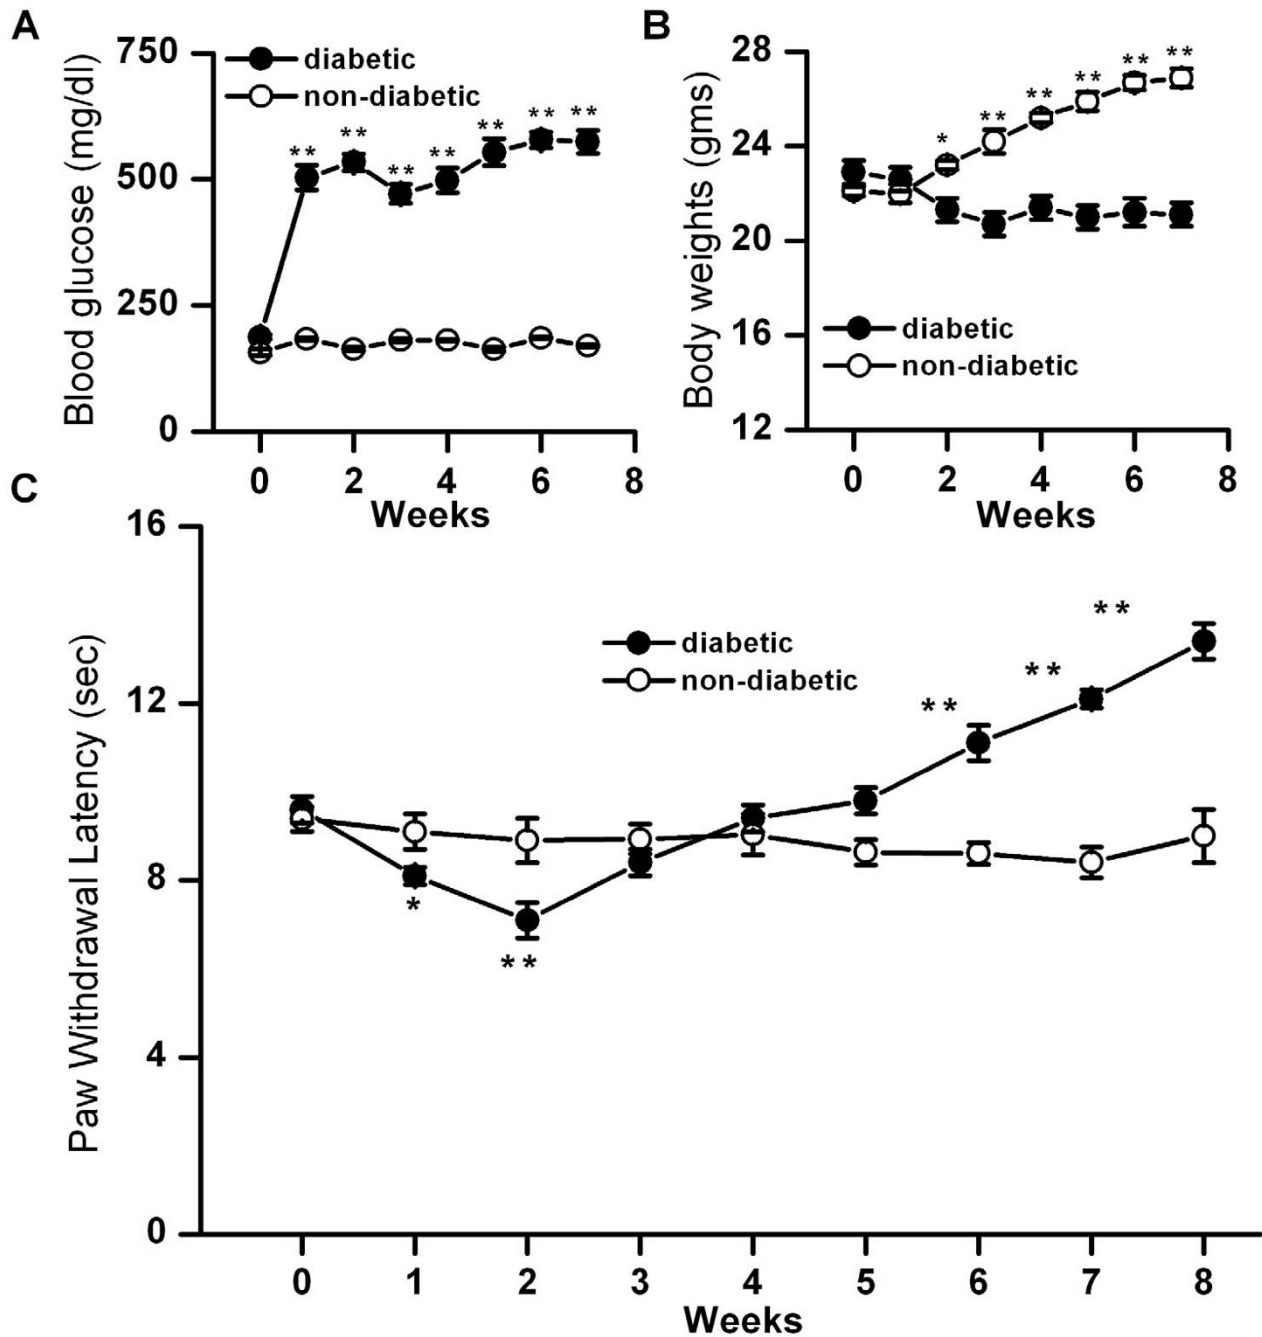 A
Blood glucose (mg/dl)
750
500
250
0
diabetic
non-diabetic
**
**
**
**
**
**
**
0 2 4 6 8
Weeks
B
Body weights (gms)
28
24
20
16
12
*
**
**
**
**
**
diabetic
non-diabetic
0 2 4 6 8
Weeks
C
Paw Withdrawal Latency (sec)
16
12
8
4
0
diabetic
non-diabetic
*
**
**
**
**
0 1 2 3 4 5 6 7 8
Weeks